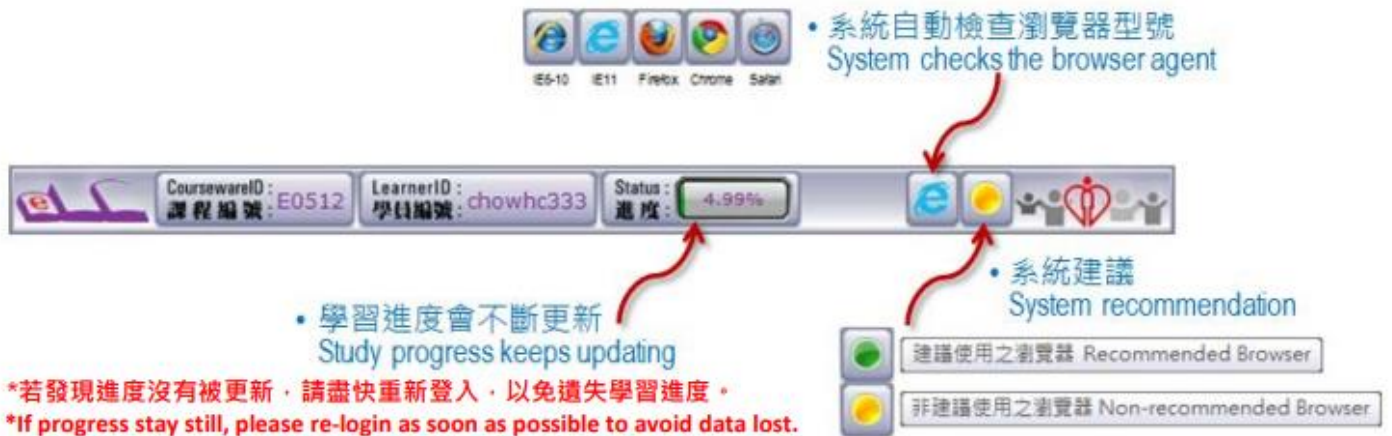 • 系統自動檢查瀏覽器型號
System checks the browser agent
IE6-10 IE11 Firefox Chrome Safari
CoursewareID :
課程編號 : E0512
LearnerID :
學員編號 : chowhc333
Status :
進度 : 4.99%
• 系統建議
System recommendation
• 學習進度會不斷更新
Study progress keeps updating
建議使用之瀏覽器 Recommended Browser
非建議使用之瀏覽器 Non-recommended Browser
*若發現進度沒有被更新，請盡快重新登入，以免遺失學習進度。
*If progress stay still, please re-login as soon as possible to avoid data lost.